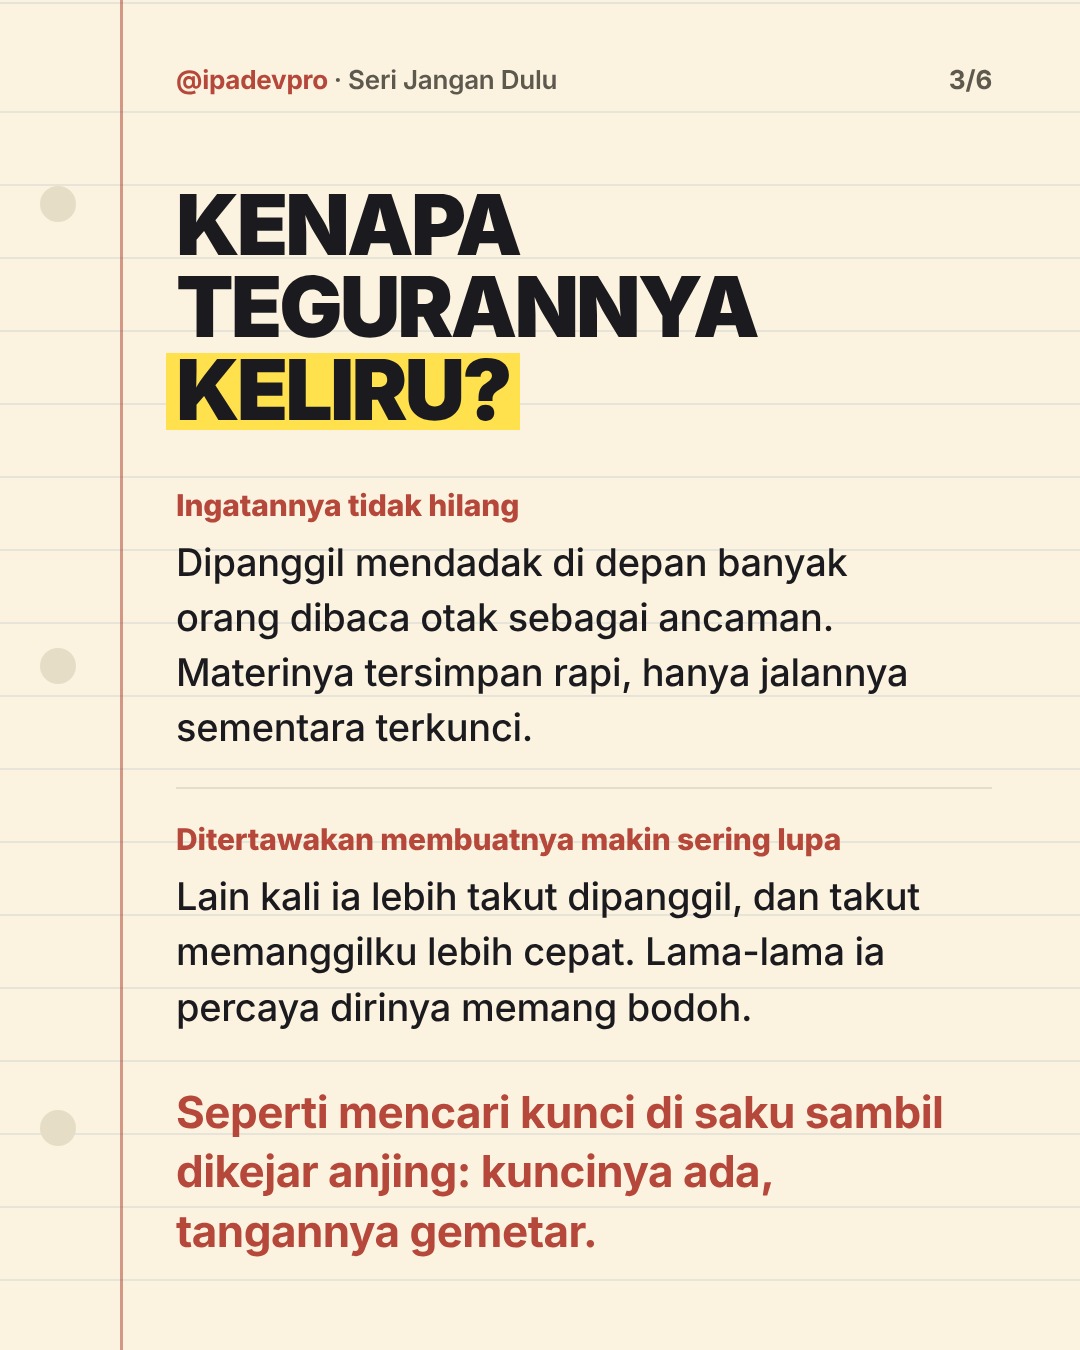 @ipadevpro · Seri Jangan Dulu 3/6
KENAPA
TEGURANNYA
KELIRU?
Ingatannya tidak hilang
Dipanggil mendadak di depan banyak
orang dibaca otak sebagai ancaman.
Materinya tersimpan rapi, hanya jalannya
sementara terkunci.
Ditertawakan membuatnya makin sering lupa
Lain kali ia lebih takut dipanggil, dan takut
memanggilku lebih cepat. Lama-lama ia
percaya dirinya memang bodoh.
Seperti mencari kunci di saku sambil
dikejar anjing: kuncinya ada,
tangannya gemetar.